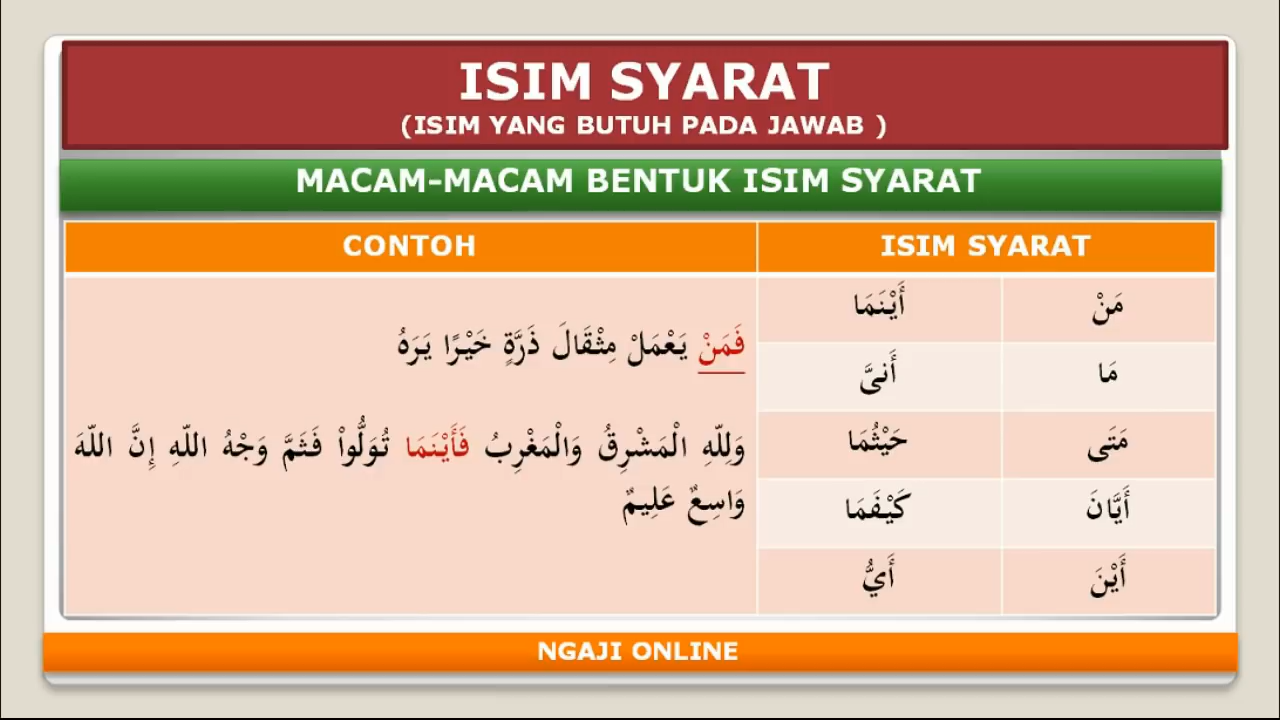 ISIM SYARAT
(ISIM YANG BUTUH PADA JAWAB )
MACAM-MACAM BENTUK ISIM SYARAT
CONTOH
ISIM SYARAT
فَمَنْ يَعْمَلْ مِثْقَالَ ذَرَّةٍ خَيْرًا يَرَهُ
وَلِلّهِ الْمَشْرِقُ وَالْمَغْرِبُ فَأَيْنَمَا تُوَلُّواْ فَثَمَّ وَجْهُ اللّهِ إِنَّ اللّهَ
وَاسِعٌ عَلِيمٌ
مَنْ
أَيْنَمَا
مَا
أَنىَّ
مَتَى
حَيْثُمَا
أَيَّانَ
كَيْفَمَا
أَيْنَ
أَيُّ
NGAJI ONLINE